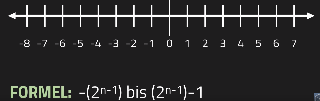 -8 -7 -6 -5 -4 -3 -2 -1 0 1 2 3 4 5 6 7
FORMEL: -(2ⁿ⁻¹) bis (2ⁿ⁻¹)-1